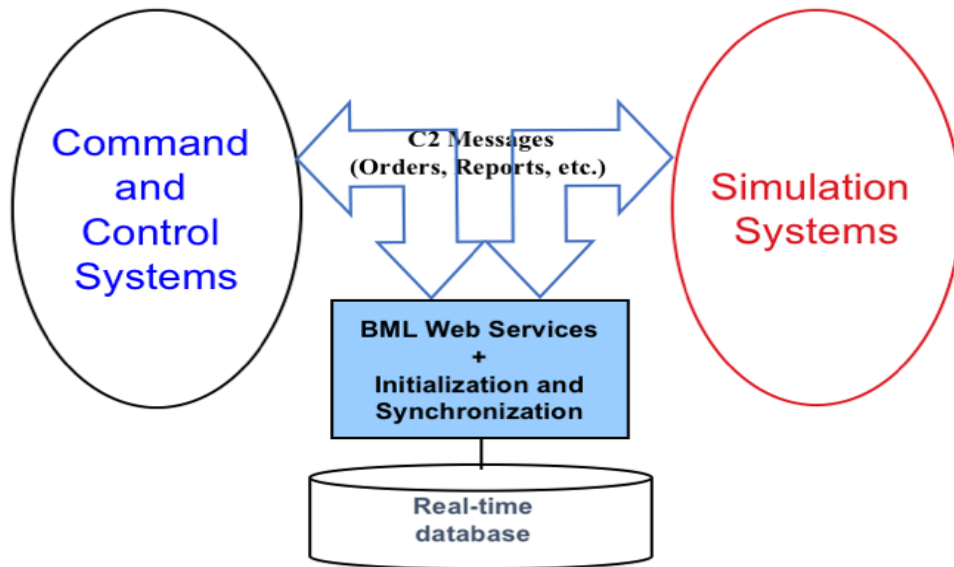 Command
and
Control
Systems
C2 Messages
(Orders, Reports, etc.)
Simulation
Systems
BML Web Services
+
Initialization and
Synchronization
Real-time
database